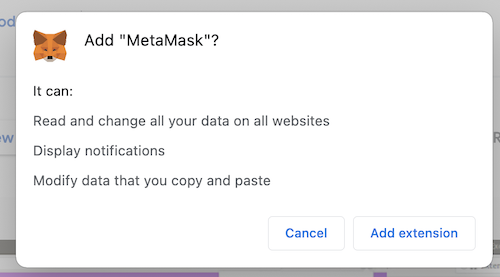 Add "MetaMask"?
It can:
Read and change all your data on all websites
Display notifications
Modify data that you copy and paste
Cancel
Add extension